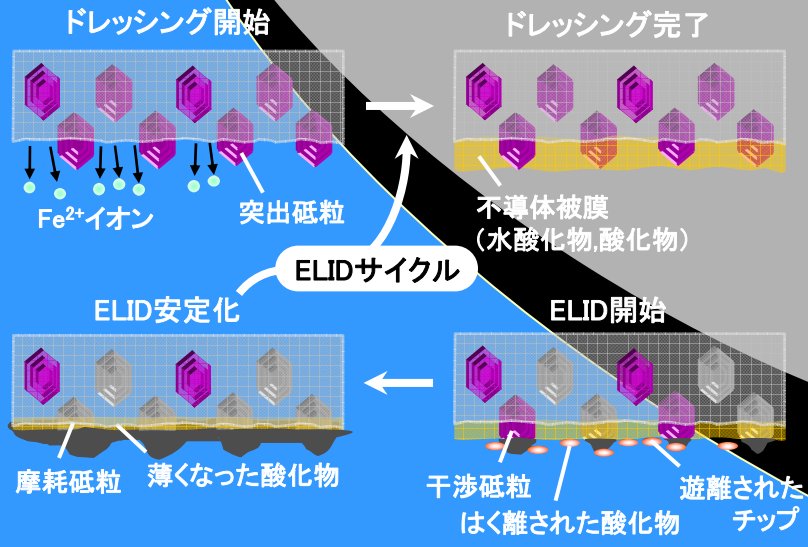 ドレッシング開始
ドレッシング完了
Fe²⁺イオン
突出砥粒
不導体被膜
（水酸化物,酸化物）
ELIDサイクル
ELID安定化
ELID開始
摩耗砥粒
薄くなった酸化物
干渉砥粒
はく離された酸化物
遊離された
チップ